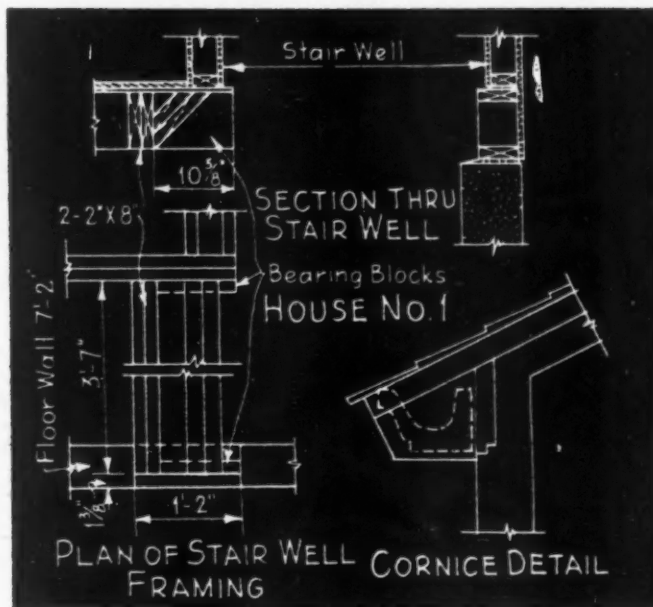 Stair Well
10 5/8"
SECTION THRU
STAIR WELL
2-2"X8"
Bearing Blocks
HOUSE No.1
Floor Wall 7'-2"
3'-7"
1 3/8"
1'-2"
PLAN OF STAIR WELL
FRAMING
CORNICE DETAIL